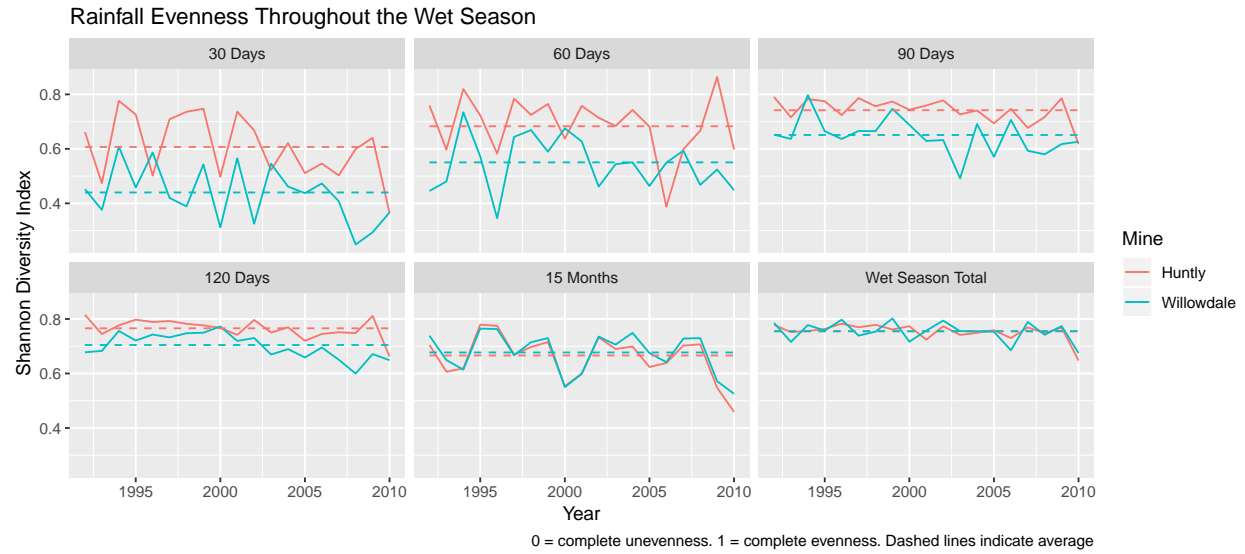 Rainfall Evenness Throughout the Wet Season
30 Days
60 Days
90 Days
0.8
0.6
0.4
120 Days
15 Months
Wet Season Total
0.8
0.6
0.4
1995 2000 2005 2010
1995 2000 2005 2010
1995 2000 2005 2010
Shannon Diversity Index
Year
Mine
Huntly
Willowdale
0 = complete unevenness. 1 = complete evenness. Dashed lines indicate average